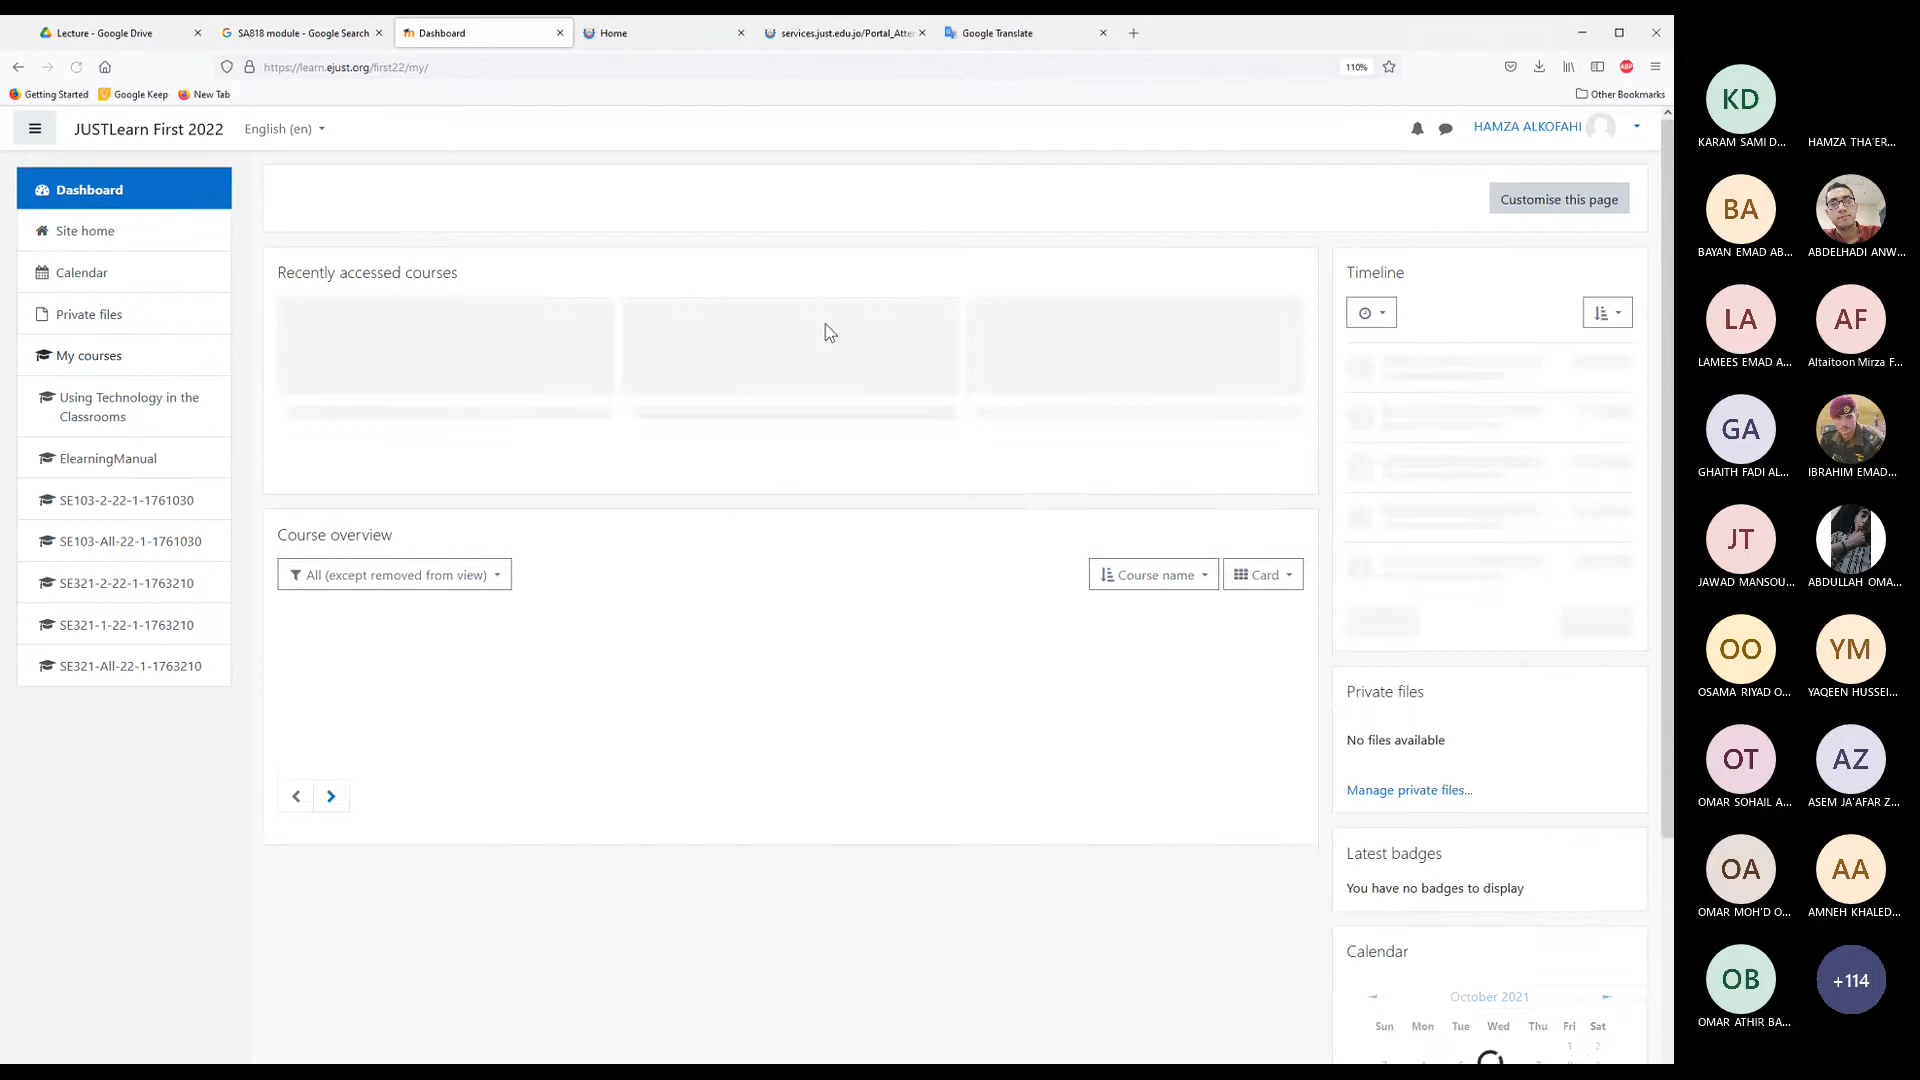 Lecture - Google Drive
SA818 module - Google Search
Dashboard
Home
services.just.edu.jo/Portal_Atte
Google Translate
https://learn.ejust.org/first22/my/
110%
ABP
Getting Started
Google Keep
New Tab
Other Bookmarks
JUSTLearn First 2022
English (en)
HAMZA ALKOFAHI
Dashboard
Site home
Calendar
Private files
My courses
Using Technology in the
Classrooms
ElearningManual
SE103-2-22-1-1761030
SE103-All-22-1-1761030
SE321-2-22-1-1763210
SE321-1-22-1-1763210
SE321-All-22-1-1763210
Customise this page
Recently accessed courses
Course overview
All (except removed from view)
Course name
Card
Timeline
Private files
No files available
Manage private files...
Latest badges
You have no badges to display
Calendar
October 2021
Sun Mon Tue Wed Thu Fri Sat
1 2
KD
KARAM SAMI D...
HAMZA THA'ER...
BA
BAYAN EMAD AB...
ABDELHADI ANW...
LA
LAMEES EMAD A...
AF
Altaitoon Mirza F...
GA
GHAITH FADI AL...
IBRAHIM EMAD...
JT
JAWAD MANSOU...
ABDULLAH OMA...
OO
OSAMA RIYAD O...
YM
YAQEEN HUSSEI...
OT
OMAR SOHAIL A...
AZ
ASEM JA'AFAR Z...
OA
OMAR MOH'D O...
AA
AMNEH KHALED...
OB
OMAR ATHIR BA...
+114